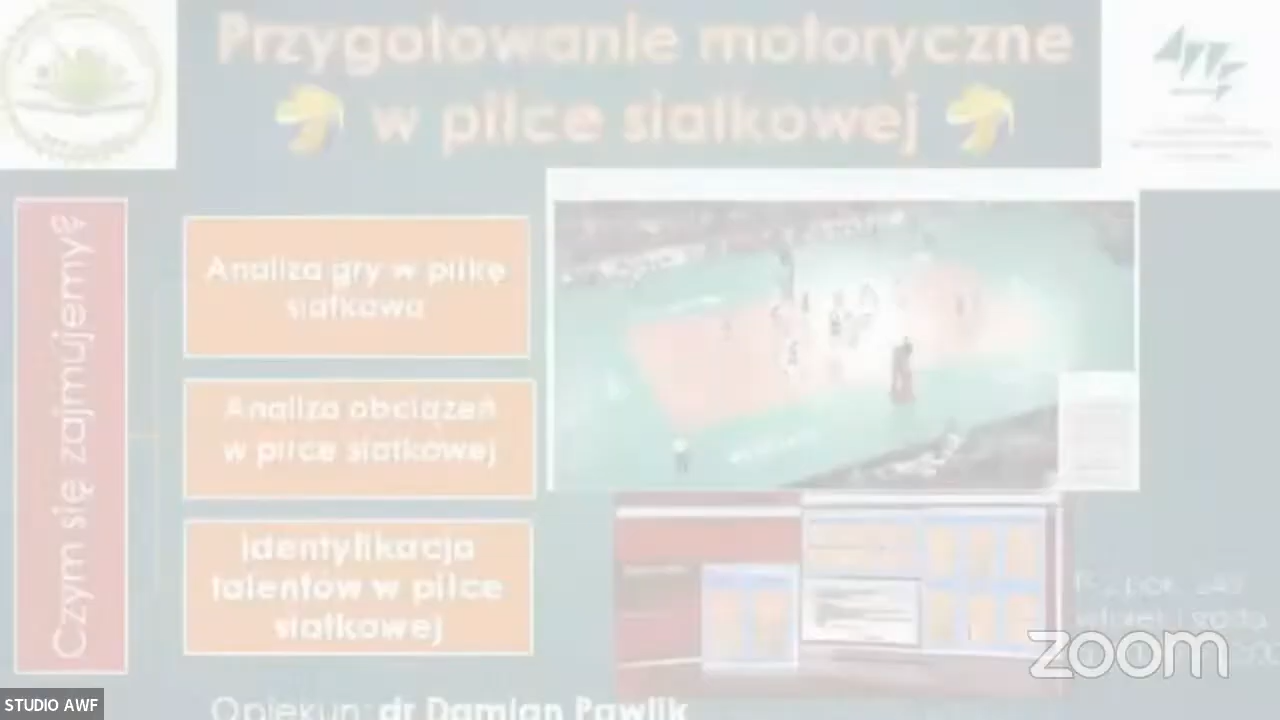 Przygotowanie motoryczne
w piłce siatkowej
Czym się zajmujemy?
Analiza gry w piłkę
siatkową
Analiza obciążeń
w piłce siatkowej
Identyfikacja
talentów w piłce
siatkowej
Opiekun: dr Damian Pawlik
zoom
STUDIO AWF